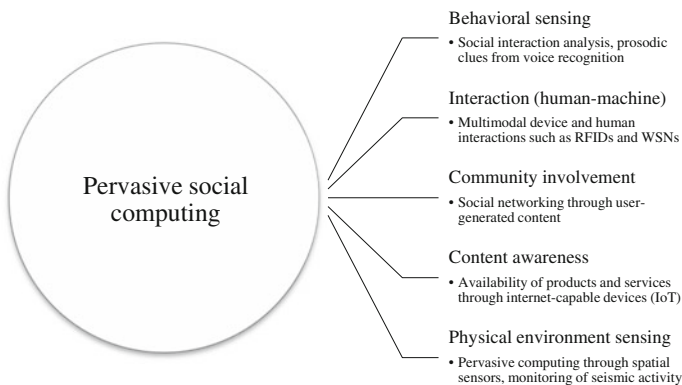 Pervasive social
computing
Behavioral sensing
• Social interaction analysis, prosodic
clues from voice recognition
Interaction (human-machine)
• Multimodal device and human
interactions such as RFIDs and WSNs
Community involvement
• Social networking through user-
generated content
Content awareness
• Availability of products and services
through internet-capable devices (IoT)
Physical environment sensing
• Pervasive computing through spatial
sensors, monitoring of seismic activity